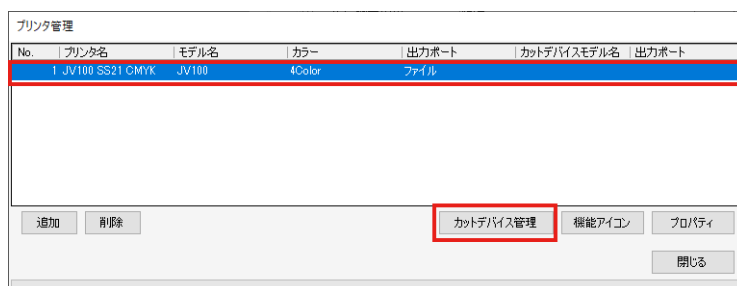 プリンタ管理
No. プリンタ名 モデル名 カラー 出力ポート カットデバイスモデル名 出力ポート
1 JV100 SS21 CMYK JV100 4Color ファイル
追加 削除 カットデバイス管理 機能アイコン プロパティ
閉じる